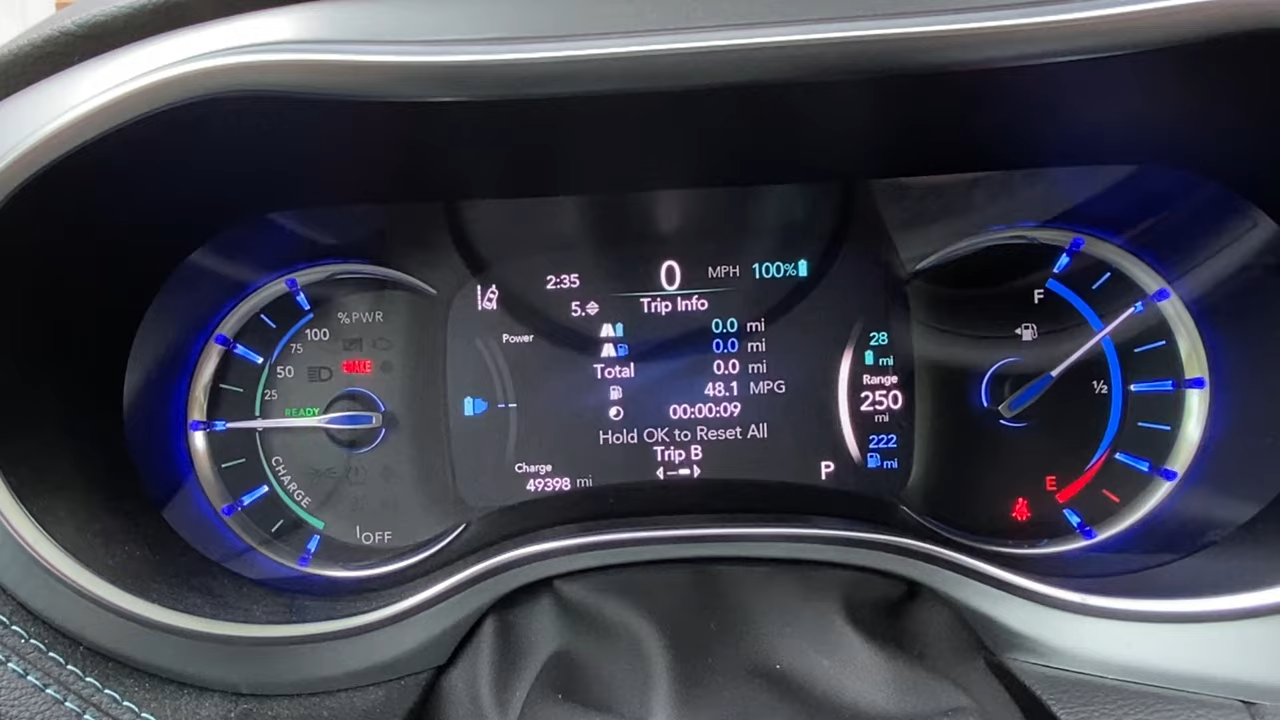 %PWR
100
75
50
25
BRAKE
READY
CHARGE
OFF
2:35
0 MPH 100%
5.
Trip Info
Power
0.0 mi
0.0 mi
Total 0.0 mi
48.1 MPG
00:00:09
Hold OK to Reset All
Trip B
Charge
49398 mi
P
28
mi
Range
250
mi
222
mi
F
½
E